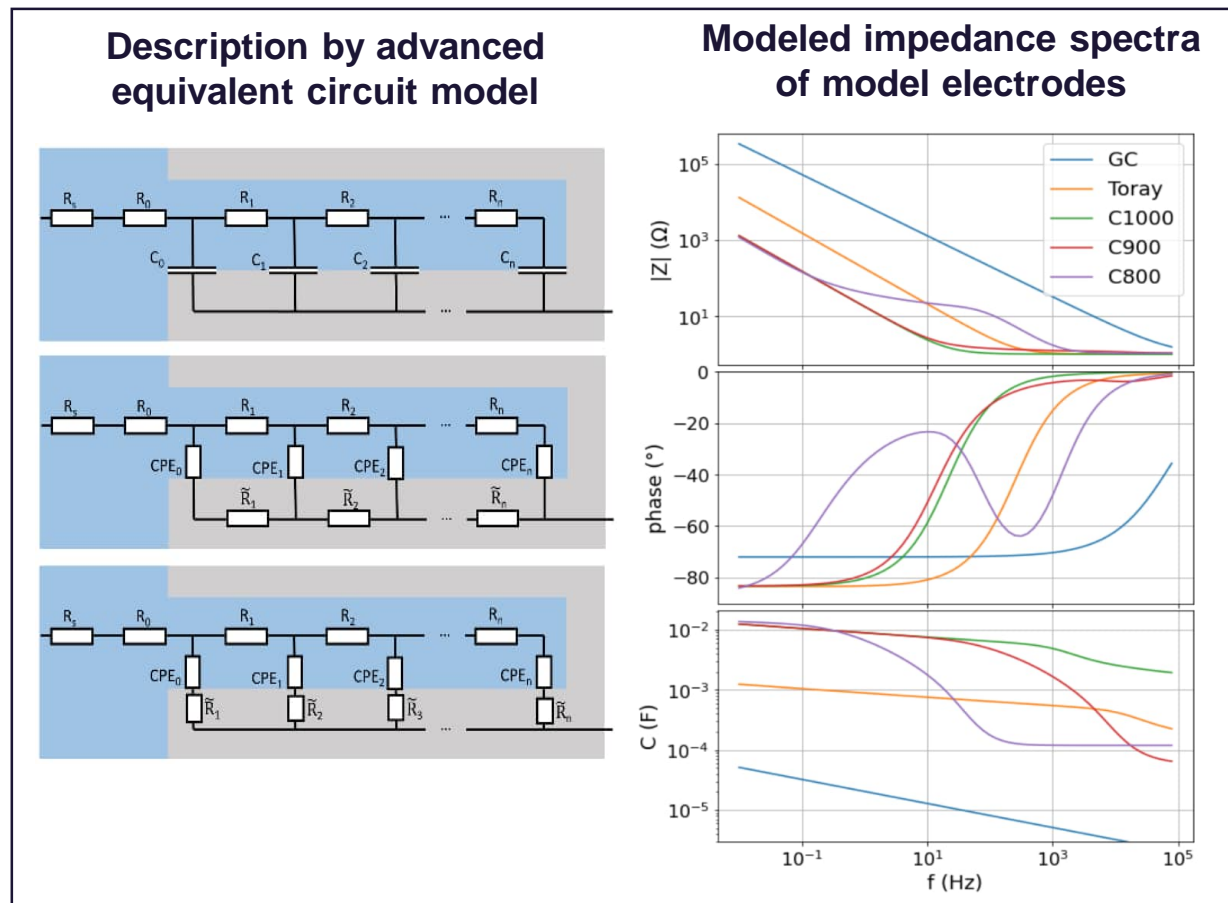 Description by advanced
equivalent circuit model
Rs R0 R1 R2 ... Rn
C0 C1 C2 Cn
...
Rs R0 R1 R2 ... Rn
CPE0 CPE1 CPE2 CPEn
R̃1 R̃2 ... R̃n
Rs R0 R1 R2 ... Rn
CPE0 CPE1 CPE2 CPEn
R̃1 R̃2 R̃3 R̃n
...
Modeled impedance spectra
of model electrodes
|Z| (Ω)
10⁵
10³
10¹
GC
Toray
C1000
C900
C800
phase (°)
0
−20
−40
−60
−80
C (F)
10⁻²
10⁻³
10⁻⁴
10⁻⁵
10⁻¹ 10¹ 10³ 10⁵
f (Hz)